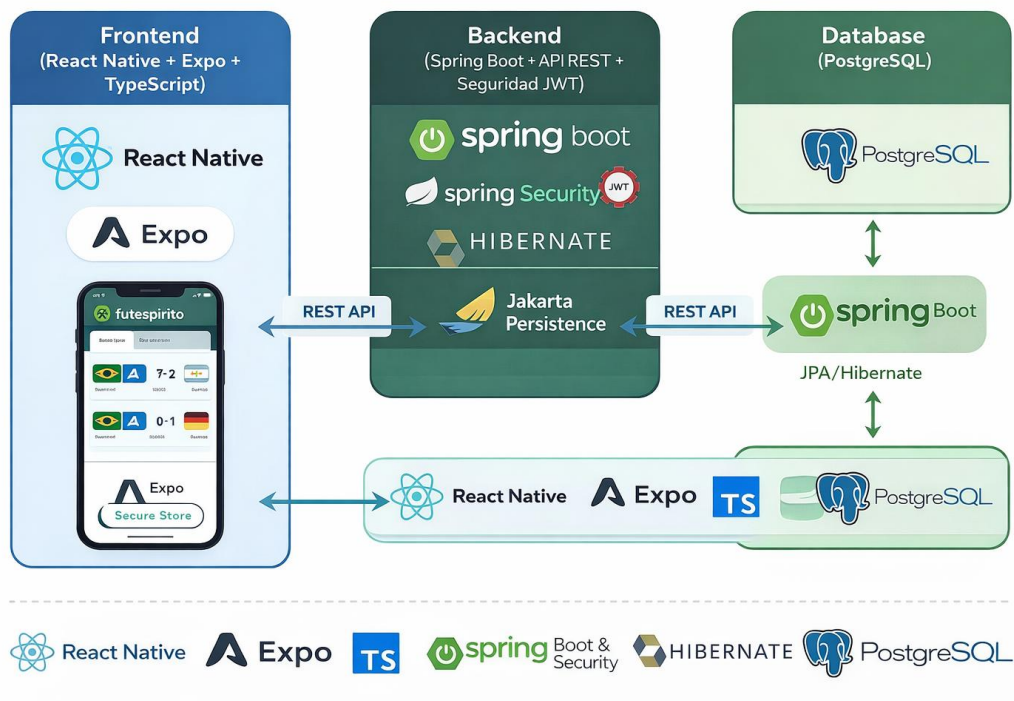 Frontend
(React Native + Expo +
TypeScript)
React Native
Expo
futespirito
7-2
0-1
Expo
Secure Store
REST API
Backend
(Spring Boot + API REST +
Seguridad JWT)
spring boot
spring Security JWT
HIBERNATE
Jakarta
Persistence
REST API
Database
(PostgreSQL)
PostgreSQL
spring Boot
JPA/Hibernate
React Native
Expo
TS
PostgreSQL
React Native
Expo
TS
spring Boot &
Security
HIBERNATE
PostgreSQL